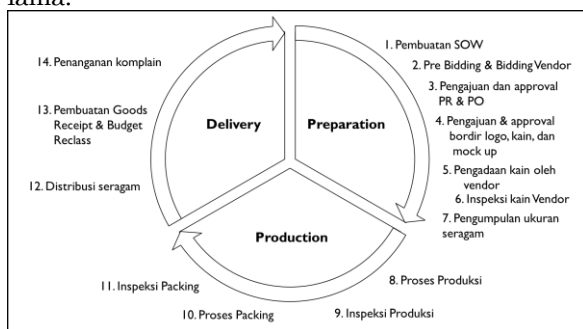 lama.
1. Pembuatan SOW
2. Pre Bidding & Bidding Vendor
3. Pengajuan dan approval
PR & PO
4. Pengajuan & approval
bordir logo, kain, dan
mock up
5. Pengadaan kain oleh
vendor
6. Inspeksi kain Vendor
7. Pengumpulan ukuran
seragam
Preparation
8. Proses Produksi
9. Inspeksi Produksi
10. Proses Packing
11. Inspeksi Packing
Production
12. Distribusi seragam
13. Pembuatan Goods
Receipt & Budget
Reclass
14. Penanganan komplain
Delivery